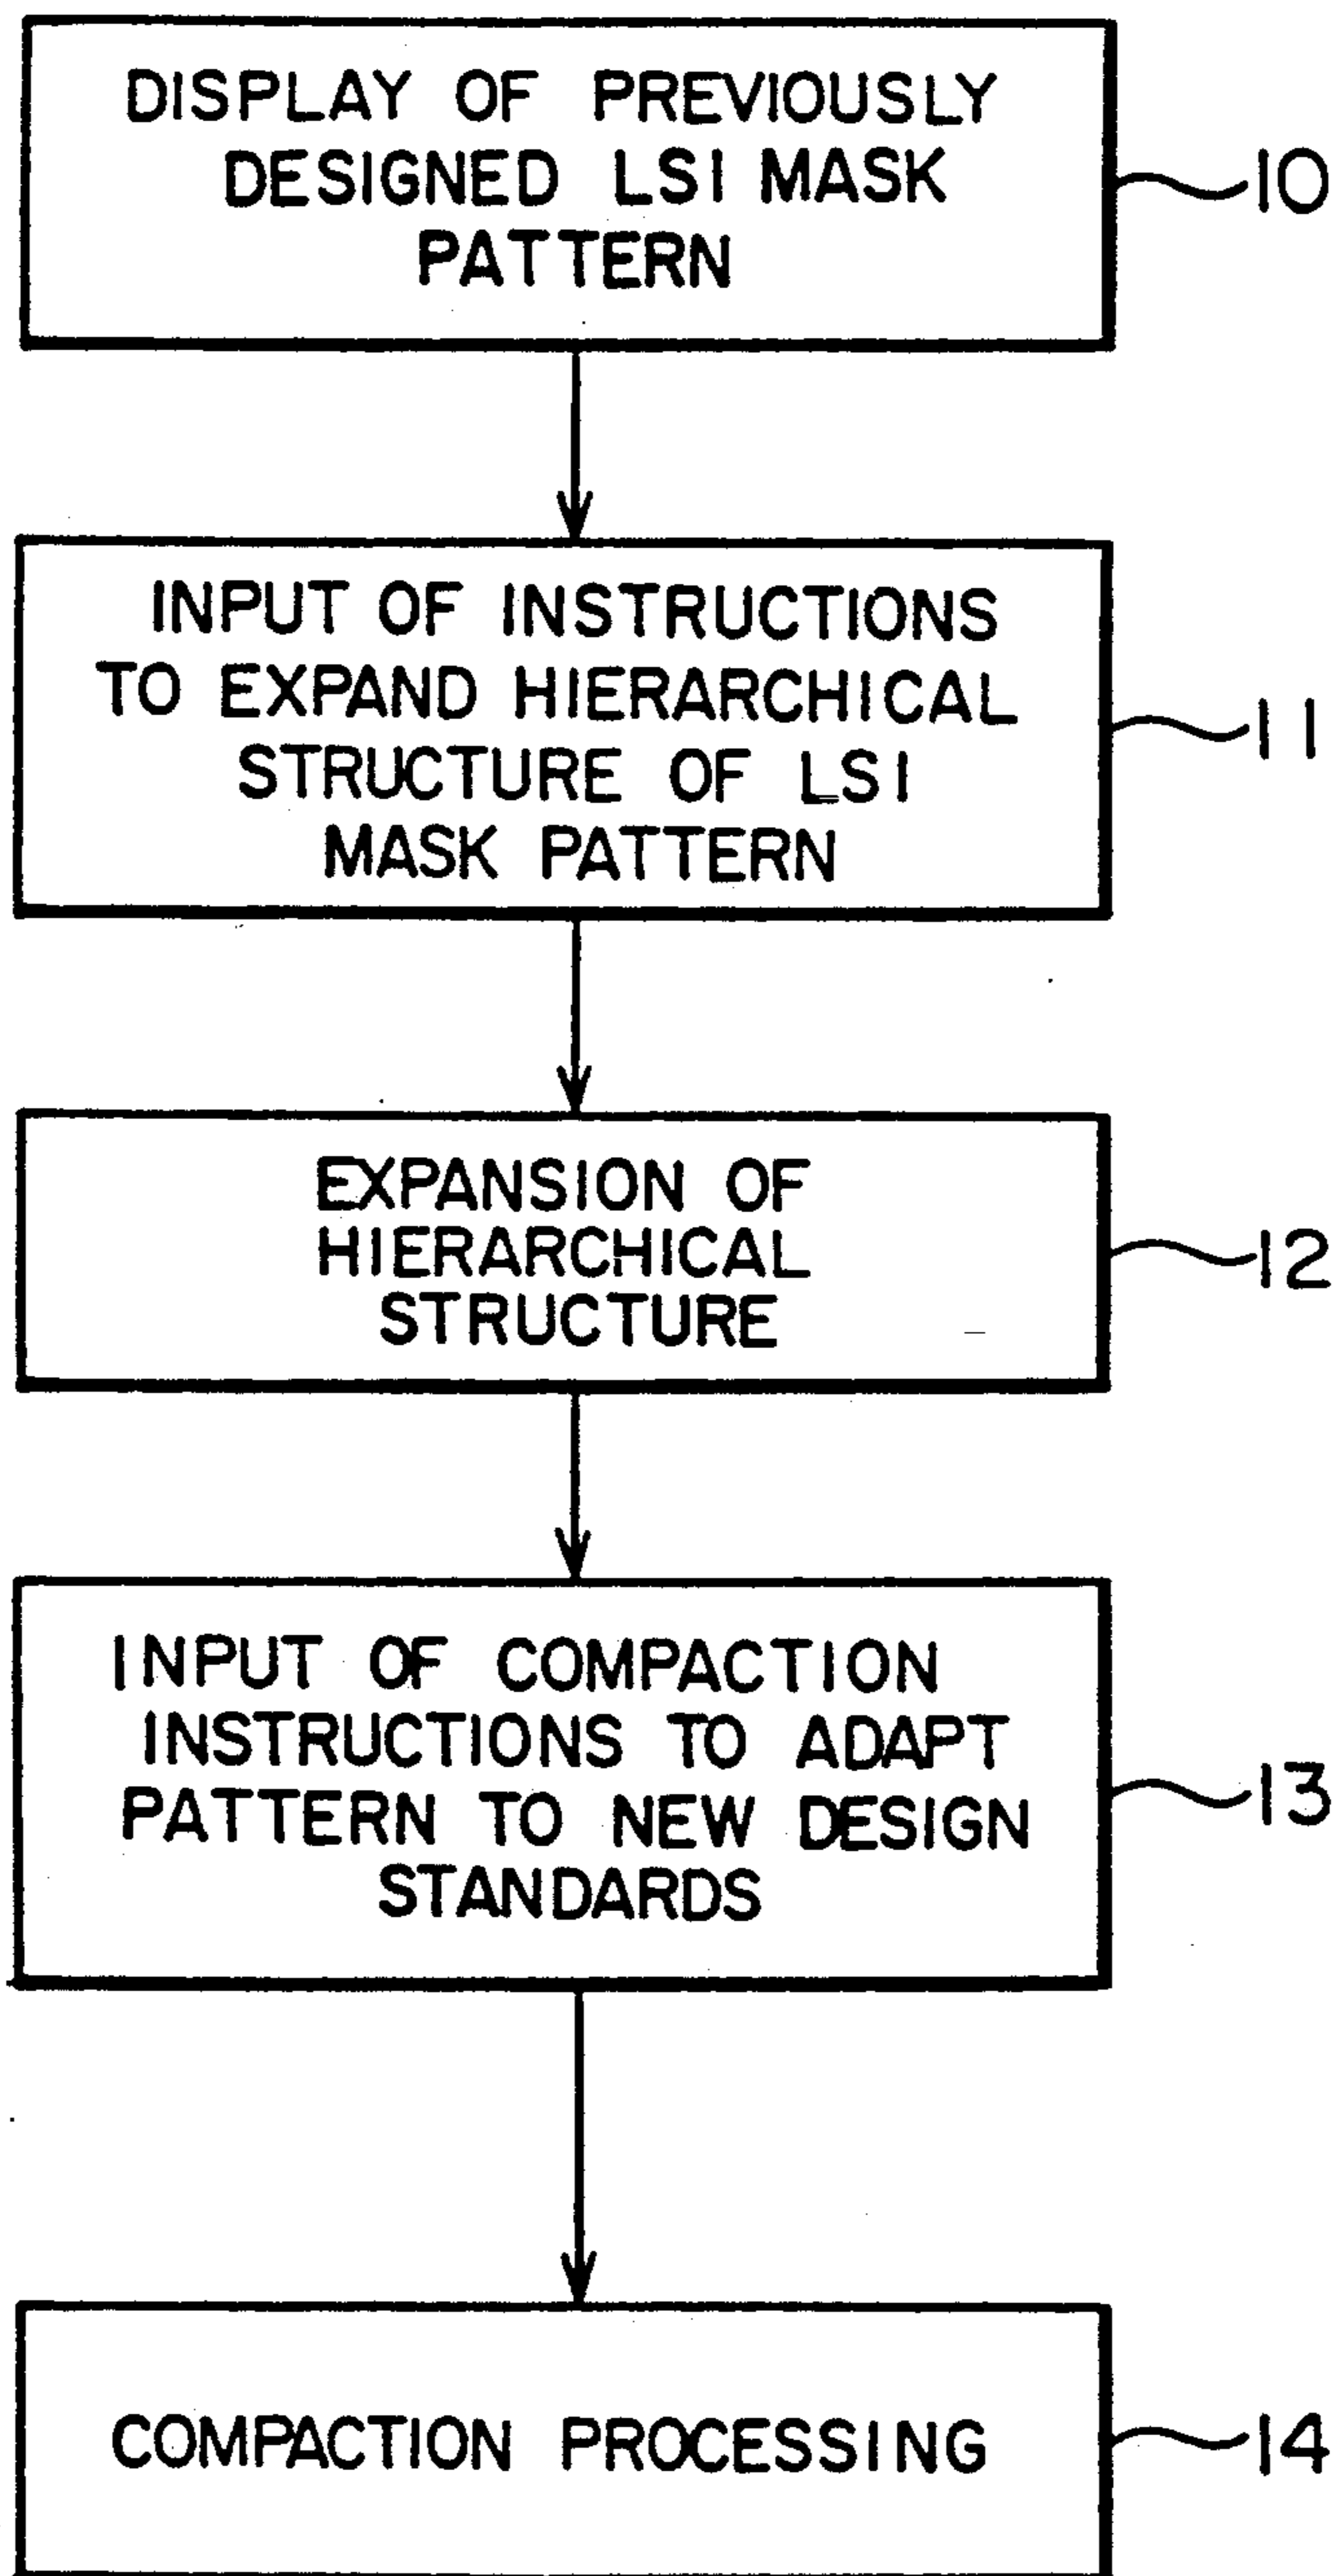 DISPLAY OF PREVIOUSLY
DESIGNED LSI MASK
PATTERN
10
INPUT OF INSTRUCTIONS
TO EXPAND HIERARCHICAL
STRUCTURE OF LSI
MASK PATTERN
11
EXPANSION OF
HIERARCHICAL
STRUCTURE
12
INPUT OF COMPACTION
INSTRUCTIONS TO ADAPT
PATTERN TO NEW DESIGN
STANDARDS
13
COMPACTION PROCESSING
14